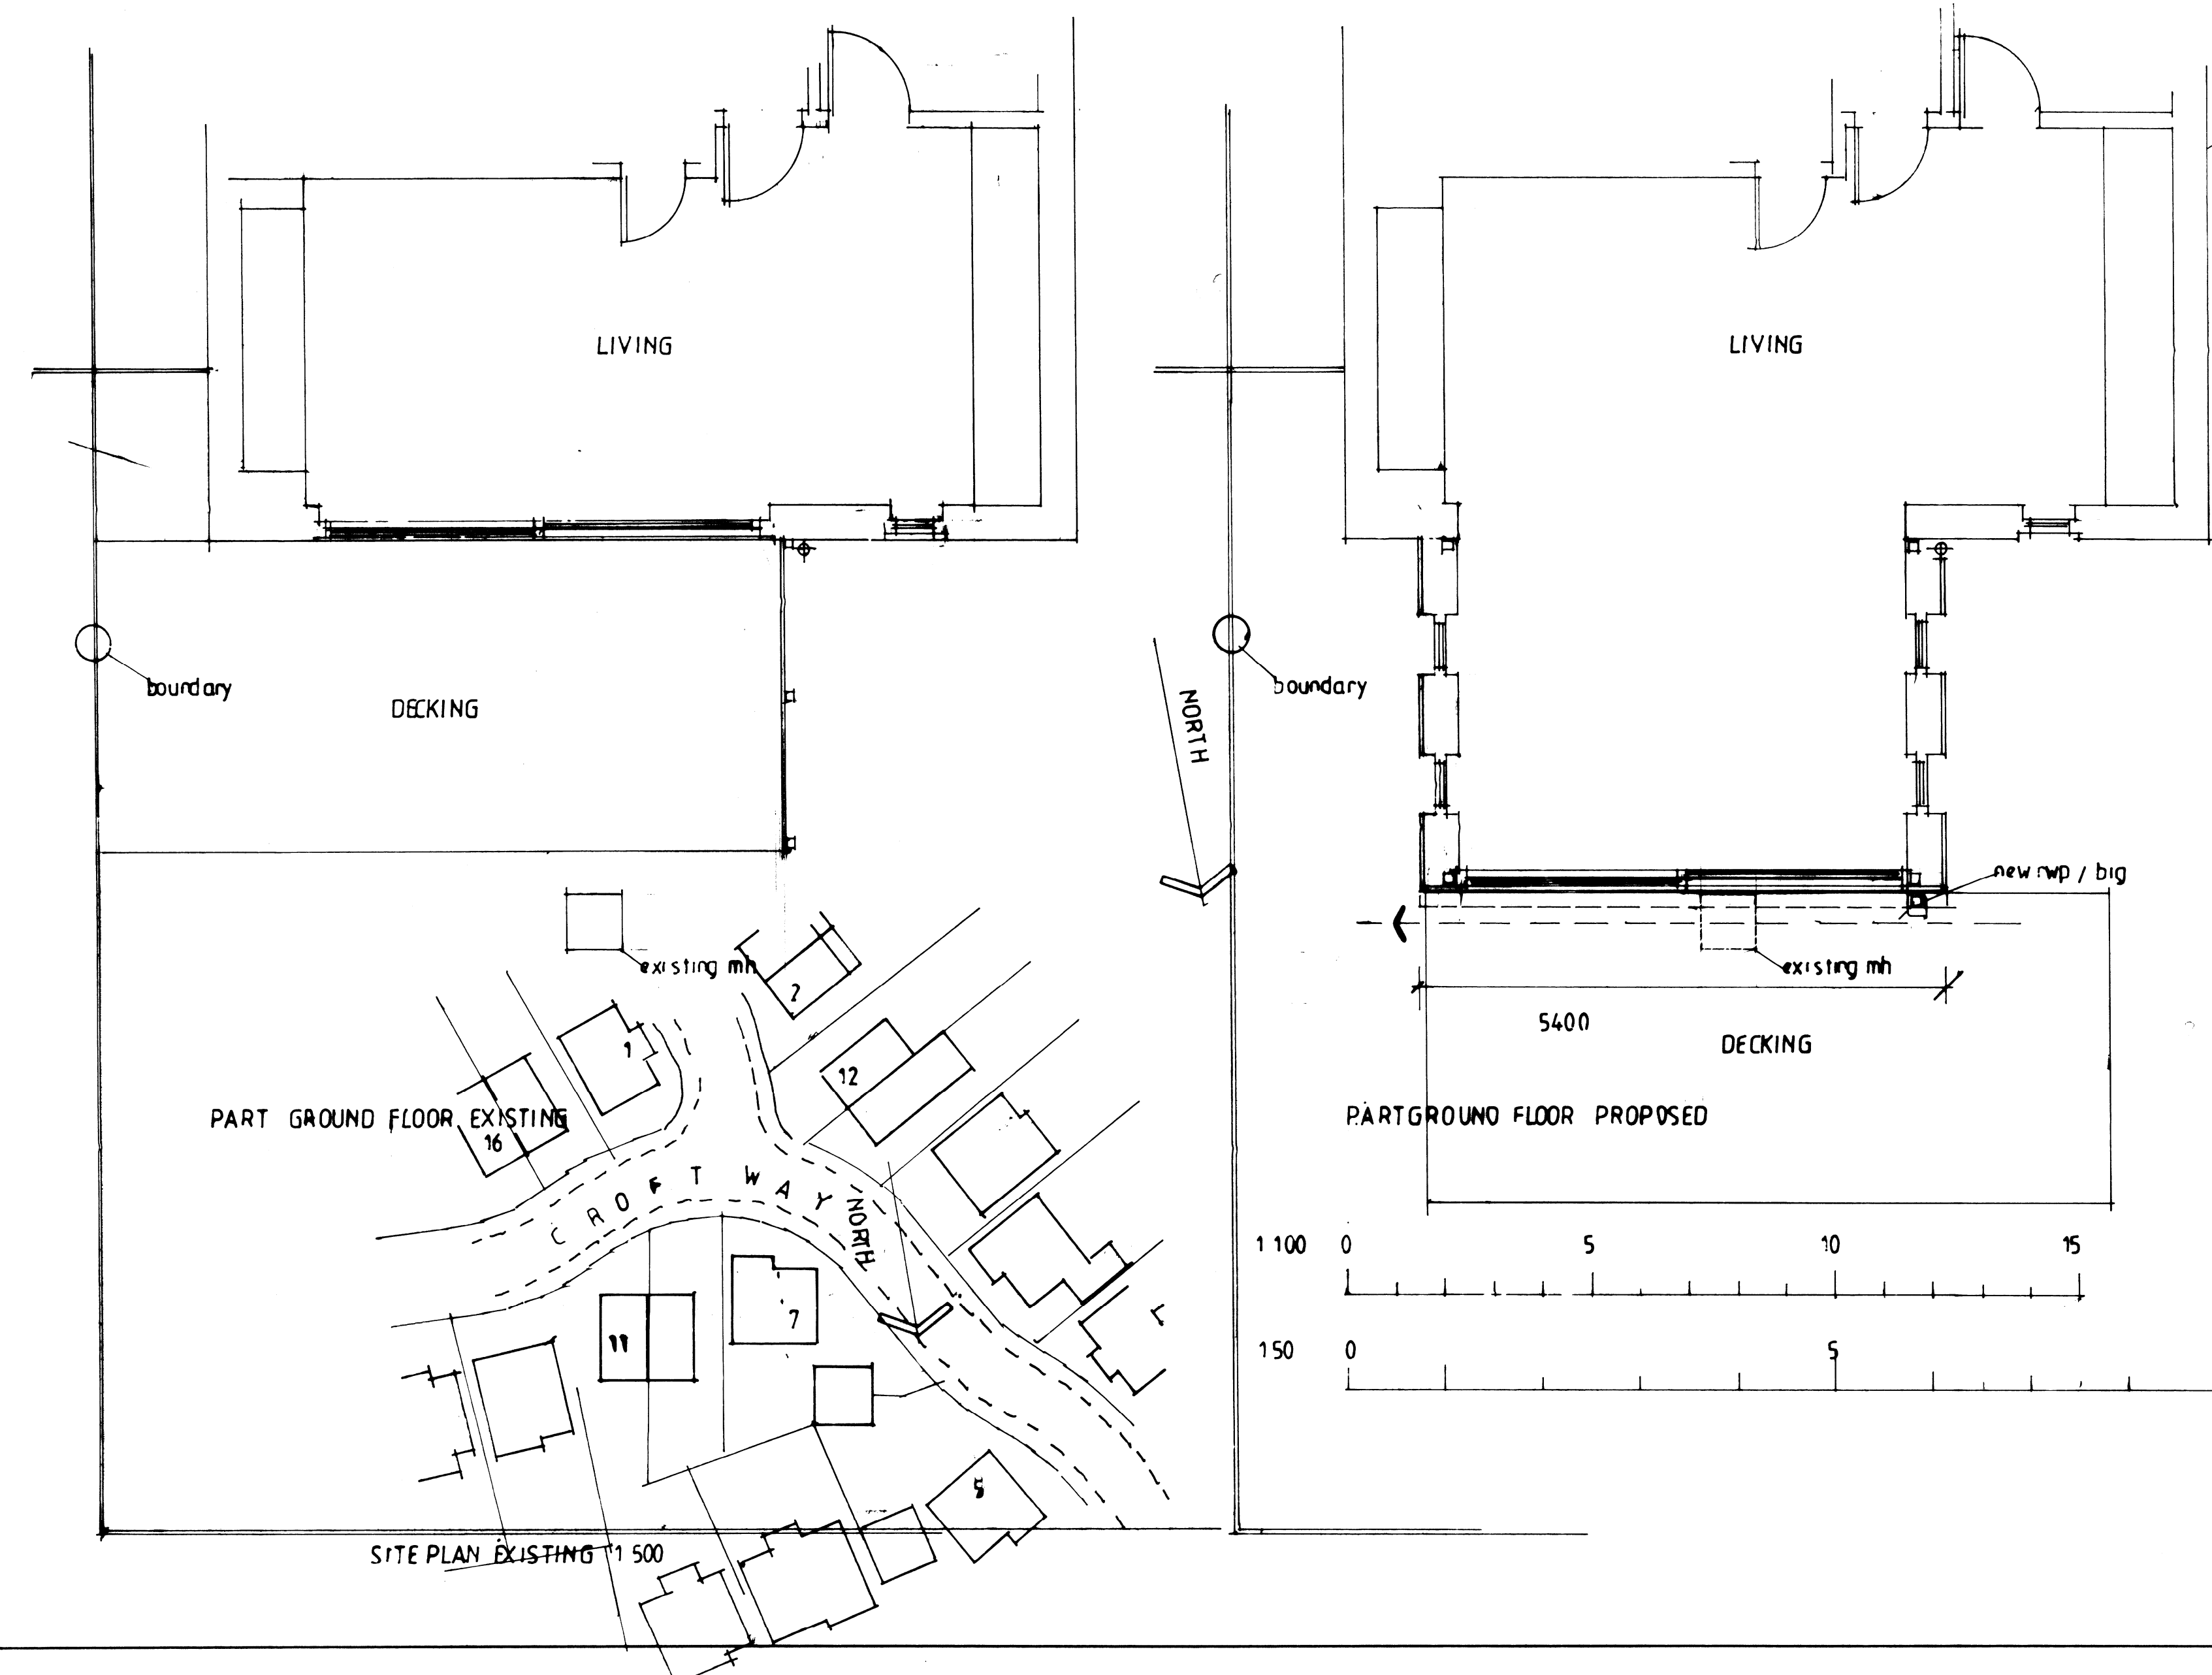 LIVING
boundary
DECKING
existing mh
PART GROUND FLOOR EXISTING
2
1
12
16
CROFT WAY
NORTH
7
11
5
SITE PLAN EXISTING 1 500
LIVING
boundary
NORTH
new rwp / big
existing mh
5400
DECKING
PART GROUND FLOOR PROPOSED
1 100 0 5 10 15
1 50 0 5